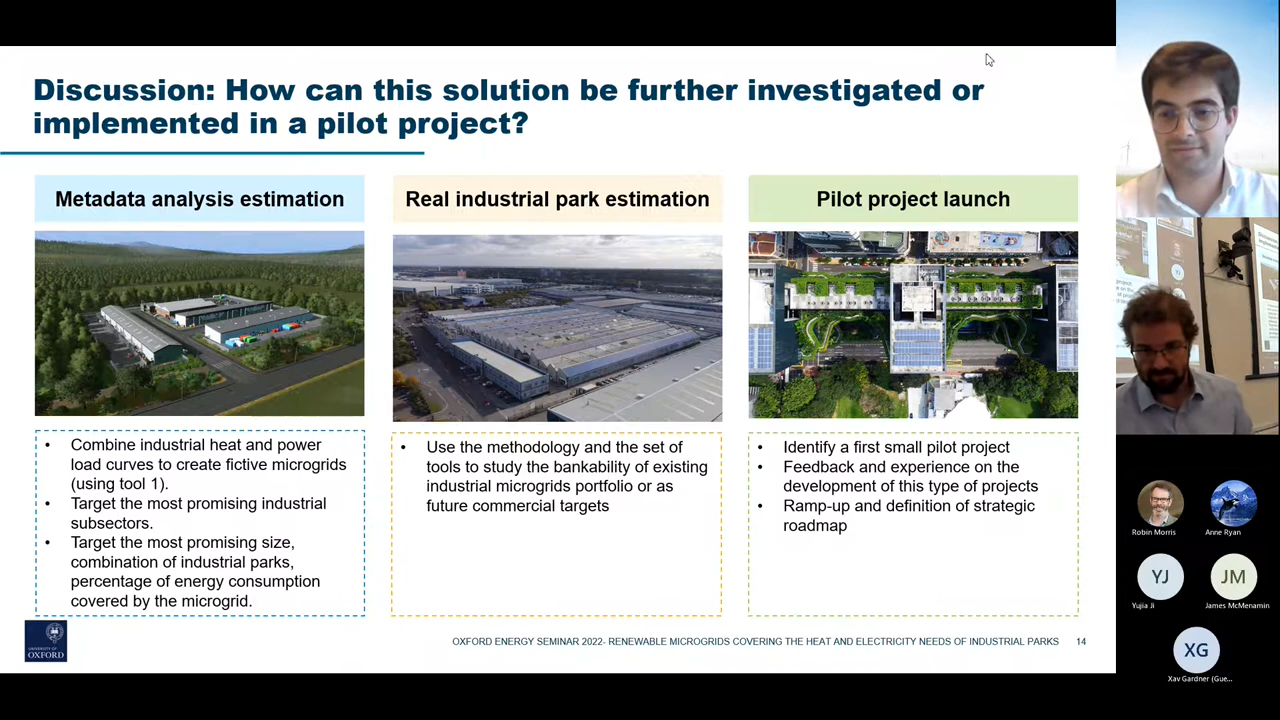 Discussion: How can this solution be further investigated or
implemented in a pilot project?
Metadata analysis estimation
Real industrial park estimation
Pilot project launch
• Combine industrial heat and power
load curves to create fictive microgrids
(using tool 1).
• Target the most promising industrial
subsectors.
• Target the most promising size,
combination of industrial parks,
percentage of energy consumption
covered by the microgrid.
• Use the methodology and the set of
tools to study the bankability of existing
industrial microgrids portfolio or as
future commercial targets
• Identify a first small pilot project
• Feedback and experience on the
development of this type of projects
• Ramp-up and definition of strategic
roadmap
UNIVERSITY OF
OXFORD
OXFORD ENERGY SEMINAR 2022- RENEWABLE MICROGRIDS COVERING THE HEAT AND ELECTRICITY NEEDS OF INDUSTRIAL PARKS 14
Robin Morris
Anne Ryan
YJ
Yujia Ji
JM
James McMenamin
XG
Xav Gardner (Gue...